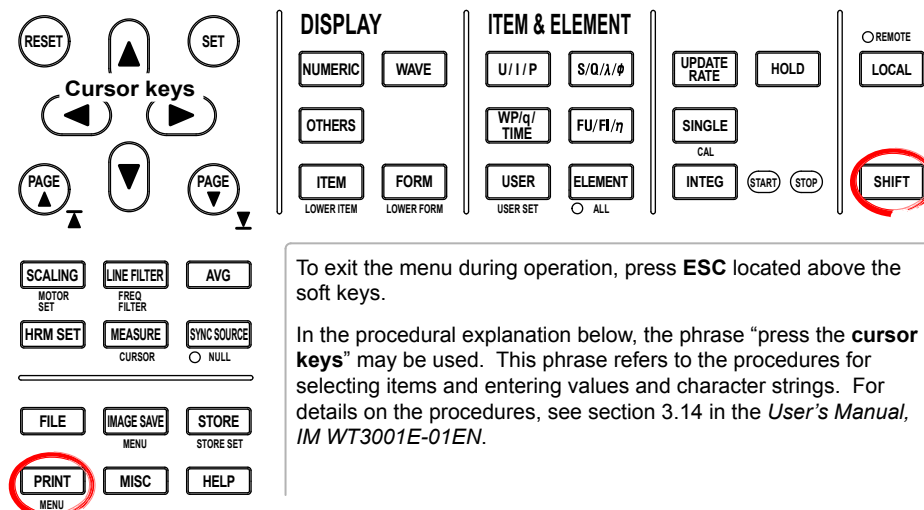 RESET
SET
Cursor keys
PAGE
PAGE
DISPLAY
NUMERIC
WAVE
OTHERS
ITEM
FORM
LOWER ITEM
LOWER FORM
ITEM & ELEMENT
U / I / P
S/Q/λ/ϕ
WP/q/
TIME
FU/FI/η
USER
ELEMENT
USER SET
ALL
UPDATE
RATE
HOLD
SINGLE
CAL
INTEG
START
STOP
REMOTE
LOCAL
SHIFT
SCALING
LINE FILTER
AVG
MOTOR
SET
FREQ
FILTER
HRM SET
MEASURE
SYNC SOURCE
CURSOR
NULL
FILE
IMAGE SAVE
STORE
MENU
STORE SET
PRINT
MISC
HELP
MENU
To exit the menu during operation, press ESC located above the
soft keys.
In the procedural explanation below, the phrase “press the cursor
keys” may be used. This phrase refers to the procedures for
selecting items and entering values and character strings. For
details on the procedures, see section 3.14 in the User’s Manual,
IM WT3001E-01EN.